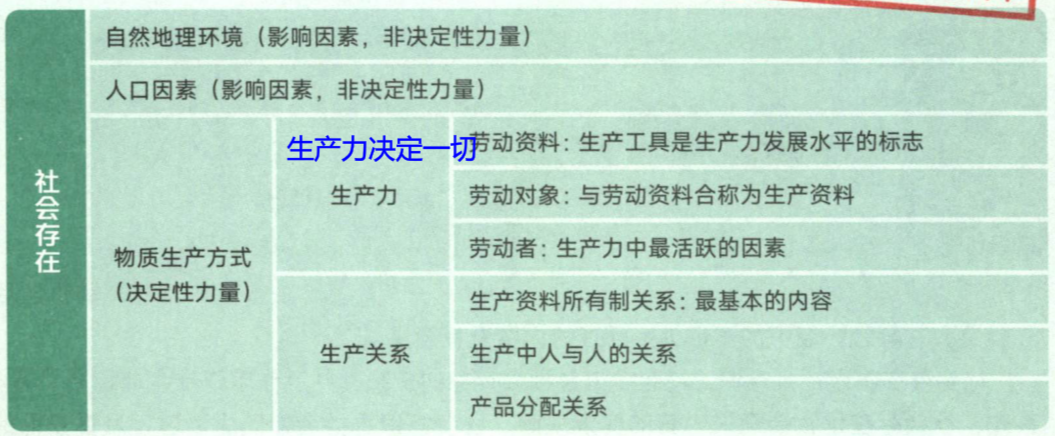 自然地理环境（影响因素，非决定性力量）
人口因素（影响因素，非决定性力量）
社会存在
物质生产方式
（决定性力量）
生产力决定一切
生产力
劳动资料：生产工具是生产力发展水平的标志
劳动对象：与劳动资料合称为生产资料
劳动者：生产力中最活跃的因素
生产关系
生产资料所有制关系：最基本的内容
生产中人与人的关系
产品分配关系